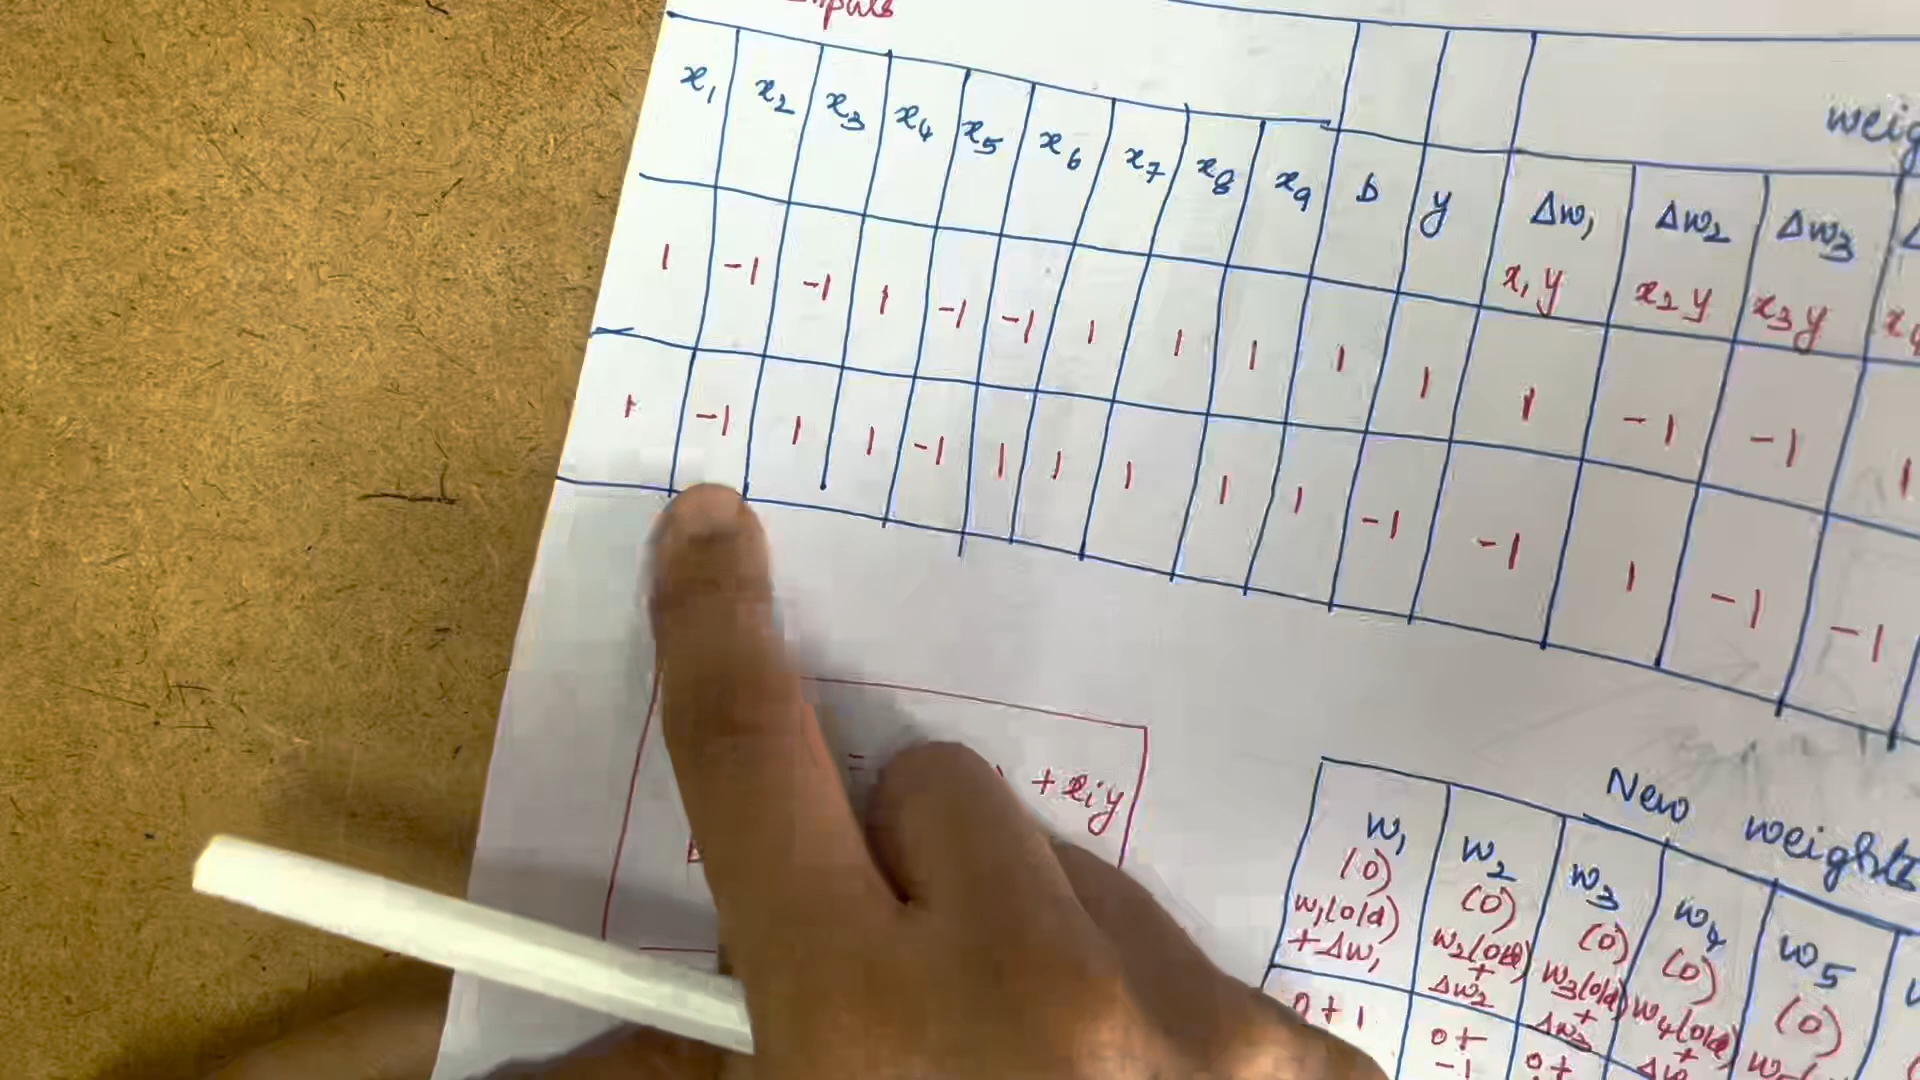 Inputs
x₁ x₂ x₃ x₄ x₅ x₆ x₇ x₈ x₉ b y Δw₁ Δw₂ Δw₃
x₁y x₂y x₃y
1 -1 -1 1 -1 -1 1 1 1 1 1 1 -1 -1 1
1 -1 1 1 -1 1 1 1 1 1 -1 -1 1 -1 -1
= + xᵢy
New weights
w₁ w₂ w₃ w₄ w₅
(0) (0) (0) (0) (0)
w₁(old) w₂(old) w₃(old) w₄(old)
+ Δw₁ + Δw₂ + Δw₃ +
0 + 1 0 + -1 0 +